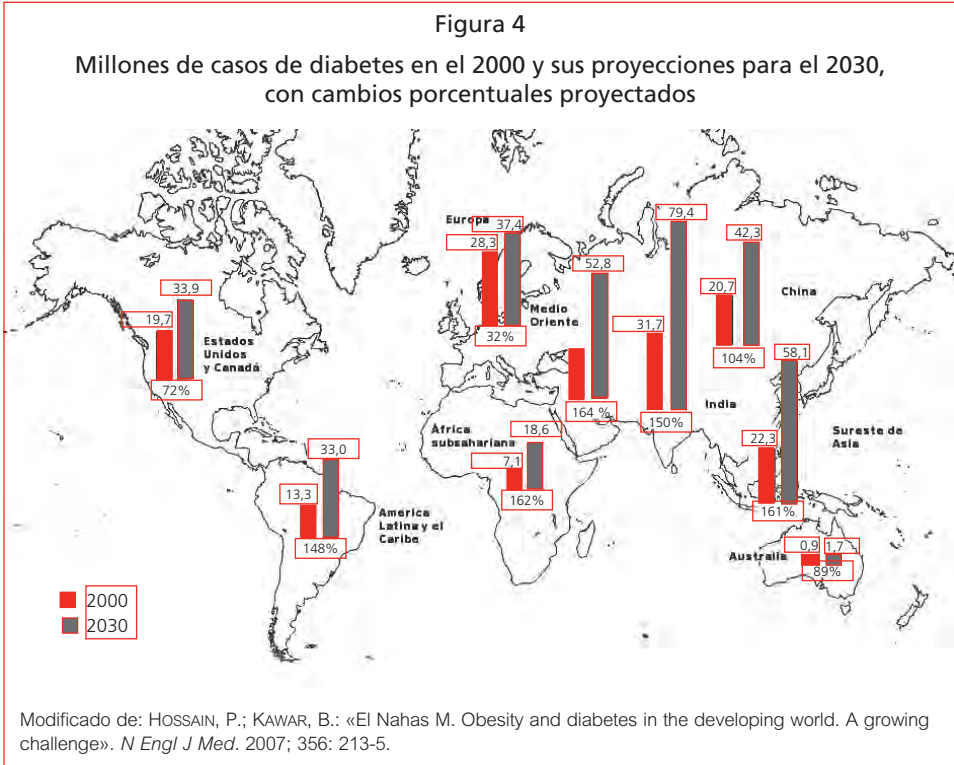 Figura 4
Millones de casos de diabetes en el 2000 y sus proyecciones para el 2030,
con cambios porcentuales proyectados
Europa
37,4
28,3
32%
Medio
Oriente
52,8
164 %
79,4
31,7
150%
India
42,3
20,7
104%
China
33,9
19,7
72%
Estados
Unidos
y Canadá
África
subsahariana
18,6
7,1
162%
58,1
22,3
161%
Sureste de
Asia
33,0
13,3
148%
América
Latina y el
Caribe
Australia
0,9
1,7
89%
2000
2030
Modificado de: HOSSAIN, P.; KAWAR, B.: «El Nahas M. Obesity and diabetes in the developing world. A growing
challenge». N Engl J Med. 2007; 356: 213-5.